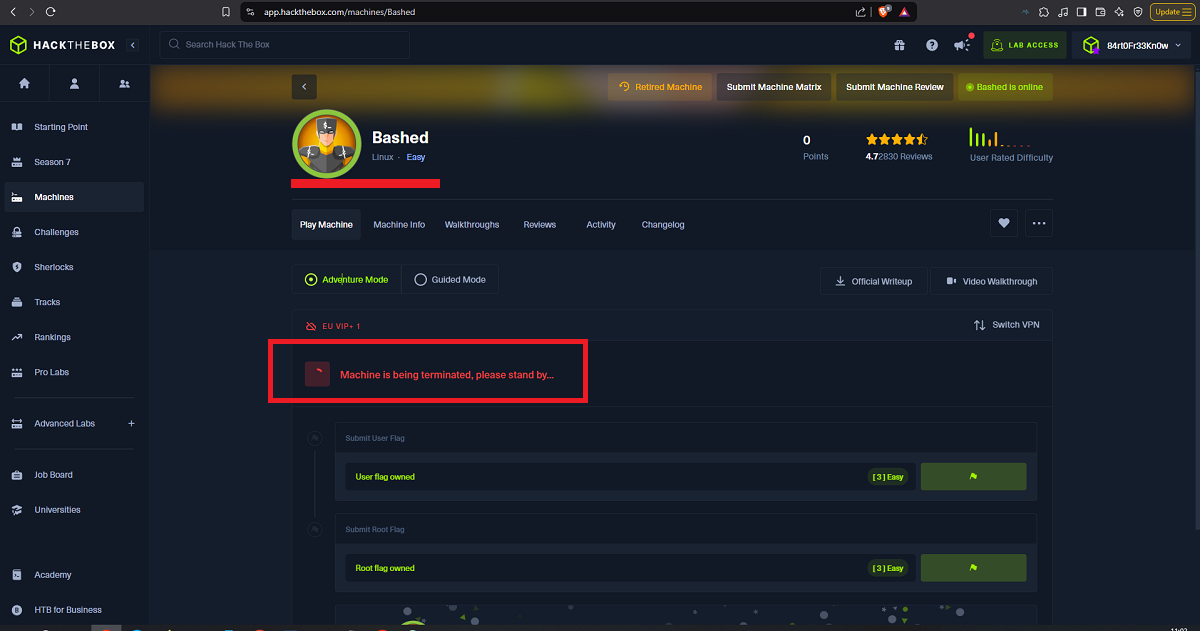 app.hackthebox.com/machines/Bashed
Update
HACKTHEBOX
Search Hack The Box
LAB ACCESS
84rt0Fr33Kn0w
Retired Machine
Submit Machine Matrix
Submit Machine Review
Bashed is online
Starting Point
Season 7
Machines
Challenges
Sherlocks
Tracks
Rankings
Pro Labs
Advanced Labs +
Job Board
Universities
Academy
HTB for Business
Bashed
Linux · Easy
0
Points
4.7 2830 Reviews
User Rated Difficulty
Play Machine
Machine Info
Walkthroughs
Reviews
Activity
Changelog
Adventure Mode
Guided Mode
Official Writeup
Video Walkthrough
EU VIP+ 1
Switch VPN
Machine is being terminated, please stand by...
Submit User Flag
User flag owned
[ 3 ] Easy
Submit Root Flag
Root flag owned
[ 3 ] Easy